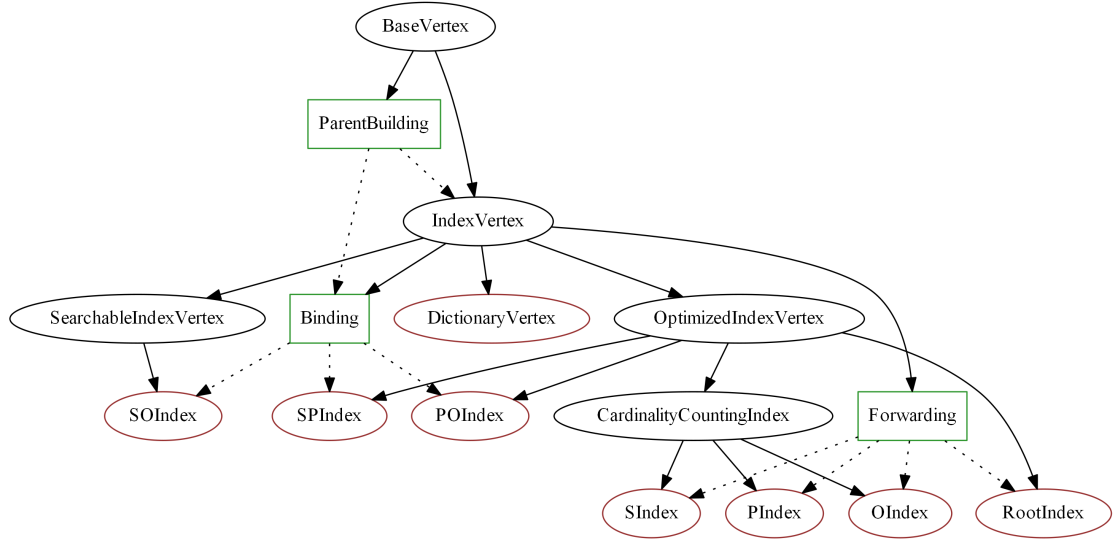 BaseVertex
ParentBuilding
IndexVertex
SearchableIndexVertex
Binding
DictionaryVertex
OptimizedIndexVertex
SOIndex
SPIndex
POIndex
CardinalityCountingIndex
Forwarding
SIndex
PIndex
OIndex
RootIndex